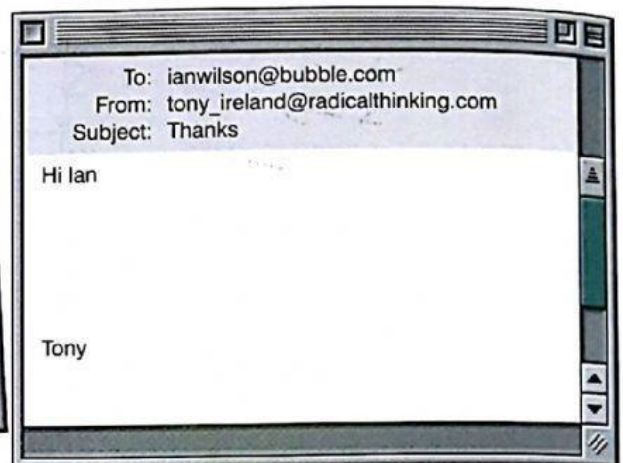 To: ianwilson@bubble.com
From: tony_ireland@radicalthinking.com
Subject: Thanks
Hi Ian
Tony